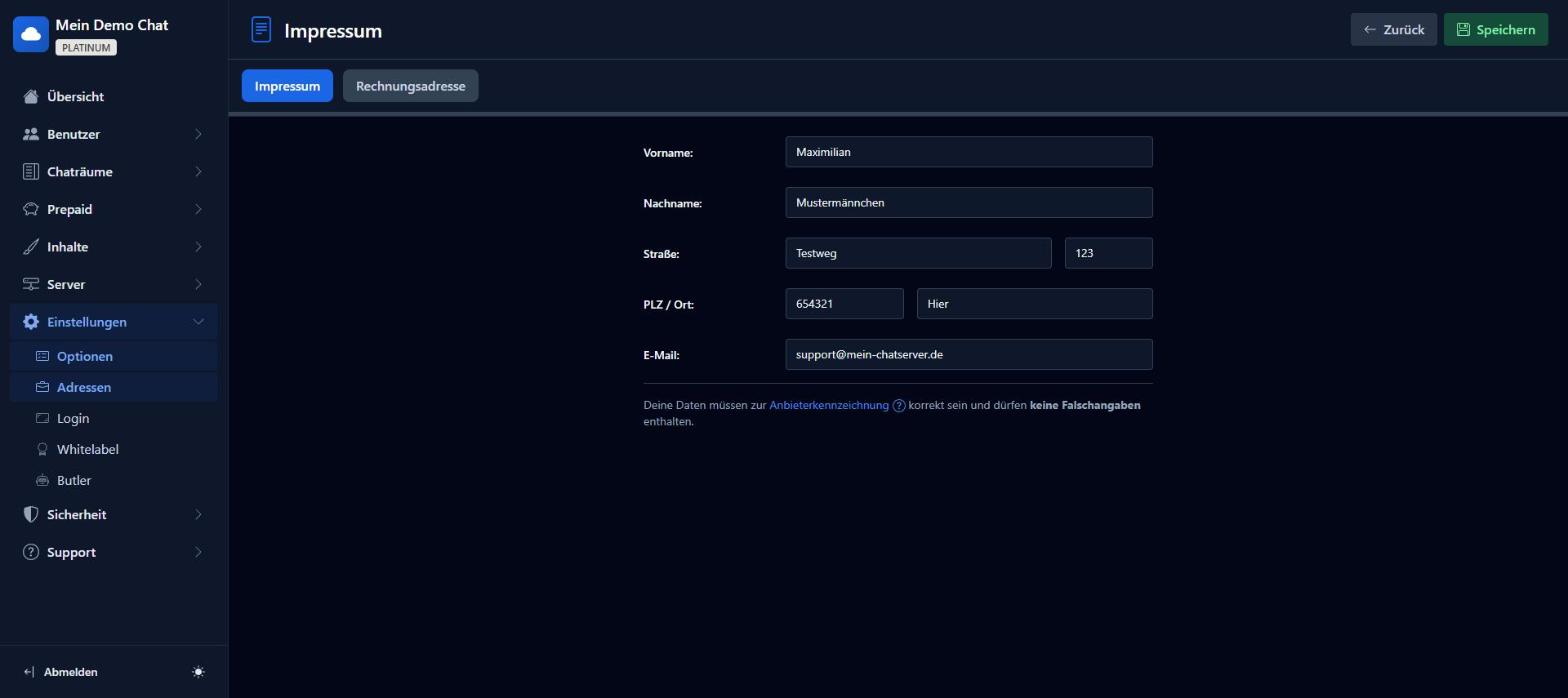 Mein Demo Chat
PLATINUM
Übersicht
Benutzer
Chaträume
Prepaid
Inhalte
Server
Einstellungen
Optionen
Adressen
Login
Whitelabel
Butler
Sicherheit
Support
Abmelden
Impressum
Zurück
Speichern
Impressum
Rechnungsadresse
Vorname: Maximilian
Nachname: Mustermännchen
Straße: Testweg 123
PLZ / Ort: 654321 Hier
E-Mail: support@mein-chatserver.de
Deine Daten müssen zur Anbieterkennzeichnung ? korrekt sein und dürfen keine Falschangaben
enthalten.